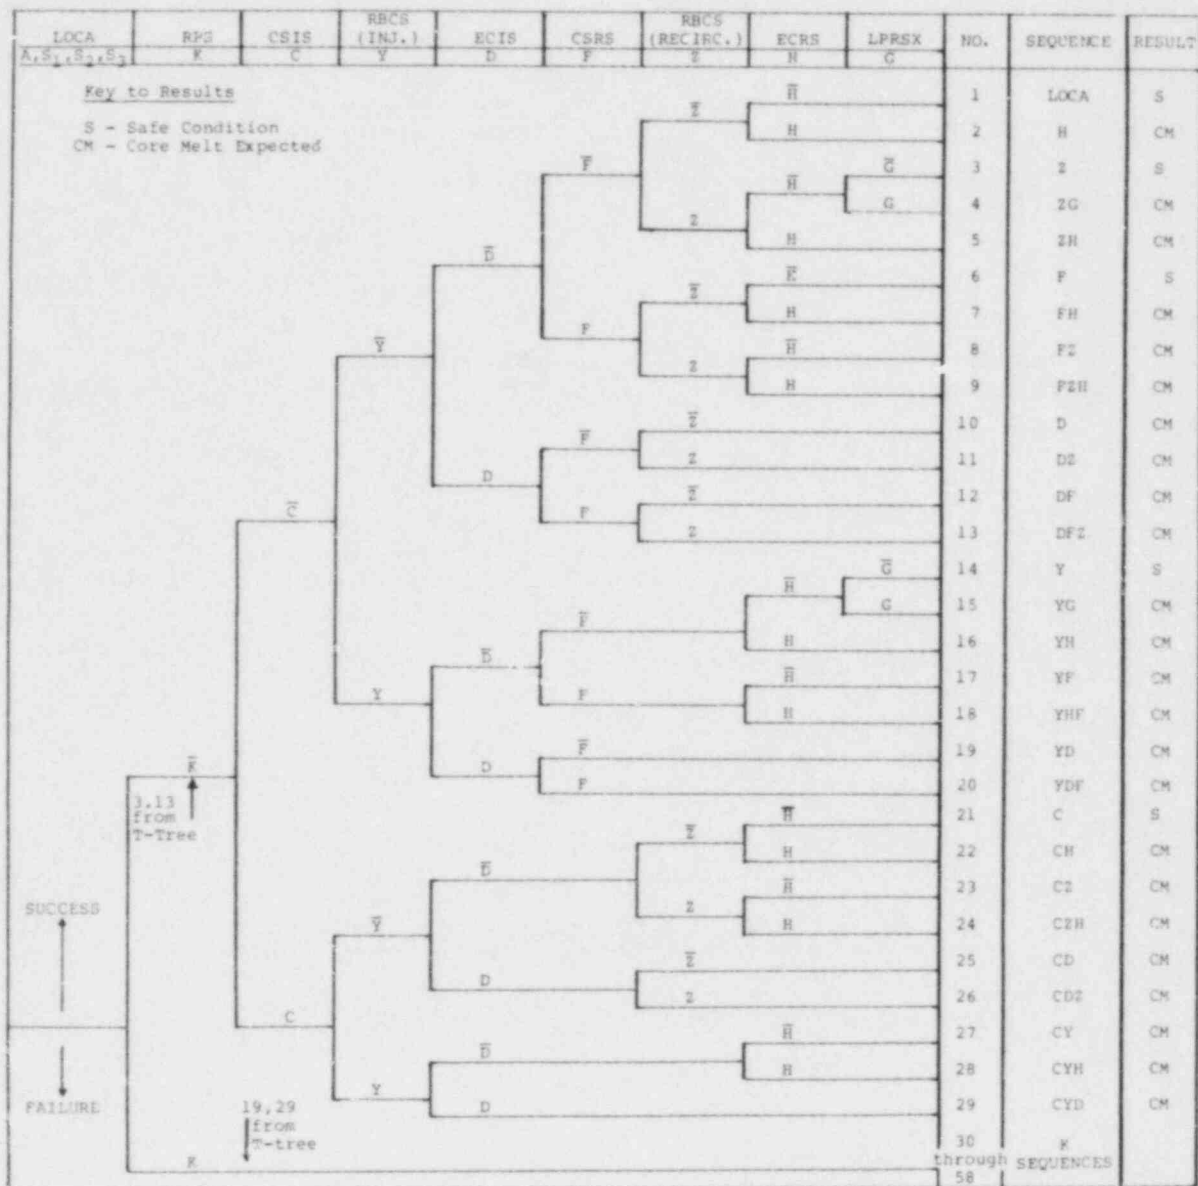 LOCA RPS CSIS RBCS (INJ.) ECIS CSRS RBCS (RECIRC.) ECRS LPRSX NO. SEQUENCE RESULT
A,S1,S2,S3 K C Y D F Z H G
Key to Results
S - Safe Condition
CM - Core Melt Expected
H̅ 1 LOCA S
Z̅
H 2 H CM
F̅ G̅ 3 Z S
H̅
G 4 ZG CM
Z
H 5 ZH CM
D̅
E̅ 6 F S
Z̅
H 7 FH CM
F
Y̅ H̅ 8 FZ CM
Z
H 9 FZH CM
Z̅ 10 D CM
F̅
Z 11 DZ CM
D
Z̅ 12 DF CM
C̅ F
Z 13 DFZ CM
G̅ 14 Y S
H̅
G 15 YG CM
F̅
H 16 YH CM
D̅
H̅ 17 YF CM
Y F
H 18 YHF CM
F̅ 19 YD CM
K̅ D
F 20 YDF CM
3,13
from
T-Tree
H̅ 21 C S
Z̅
H 22 CH CM
D̅
H̅ 23 CZ CM
SUCCESS
Z
Y̅ H 24 CZH CM
Z̅ 25 CD CM
D
Z 26 CDZ CM
C
H̅ 27 CY CM
D̅
H 28 CYH CM
Y
FAILURE D 29 CYD CM
19,29
from
T-tree
K 30
through
58
K
SEQUENCES